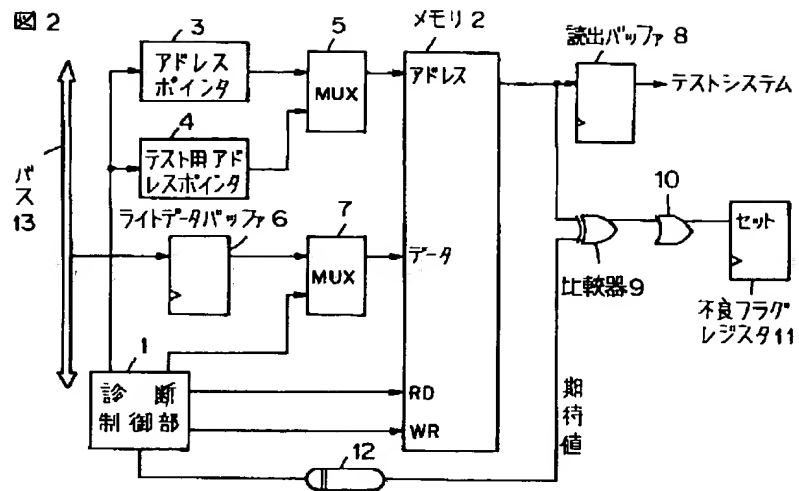 図2
3
アドレス
ポインタ
4
テスト用アド
レスポインタ
5
MUX
メモリ2
アドレス
データ
RD
WR
読出バッファ8
テストシステム
バス
13
ライトデータバッファ6
7
MUX
10
比較器9
セット
不良フラグ
レジスタ11
1
診断
制御部
12
期待値